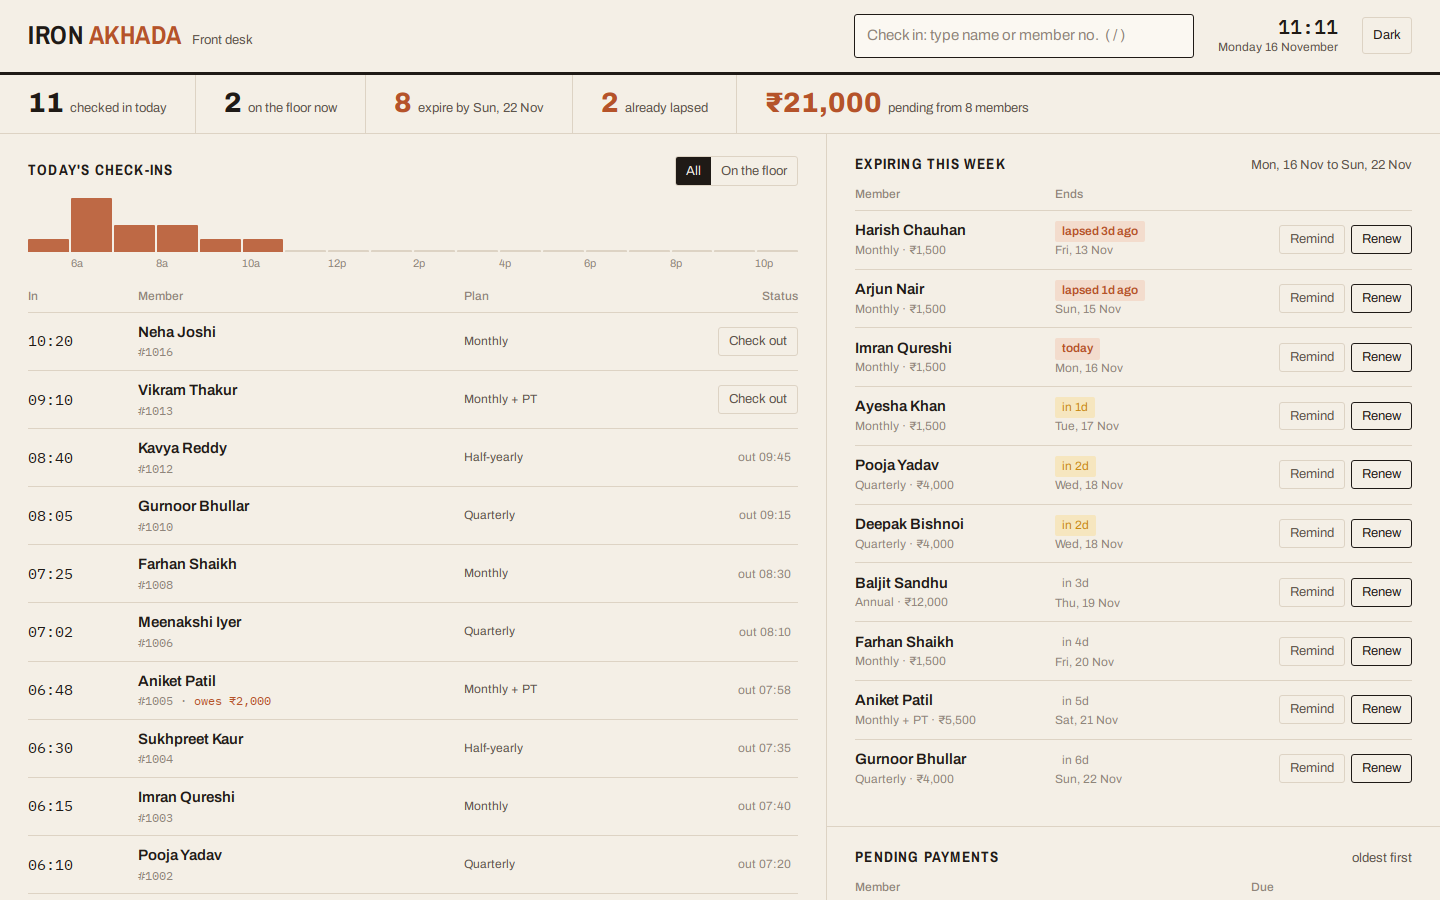 IRON AKHADA Front desk
Check in: type name or member no. ( / )
11:11
Monday 16 November
Dark
11 checked in today
2 on the floor now
8 expire by Sun, 22 Nov
2 already lapsed
₹21,000 pending from 8 members
TODAY'S CHECK-INS
All On the floor
6a 8a 10a 12p 2p 4p 6p 8p 10p
In Member Plan Status
10:20 Neha Joshi Monthly Check out
#1016
09:10 Vikram Thakur Monthly + PT Check out
#1013
08:40 Kavya Reddy Half-yearly out 09:45
#1012
08:05 Gurnoor Bhullar Quarterly out 09:15
#1010
07:25 Farhan Shaikh Monthly out 08:30
#1008
07:02 Meenakshi Iyer Quarterly out 08:10
#1006
06:48 Aniket Patil Monthly + PT out 07:58
#1005 · owes ₹2,000
06:30 Sukhpreet Kaur Half-yearly out 07:35
#1004
06:15 Imran Qureshi Monthly out 07:40
#1003
06:10 Pooja Yadav Quarterly out 07:20
#1002
EXPIRING THIS WEEK Mon, 16 Nov to Sun, 22 Nov
Member Ends
Harish Chauhan lapsed 3d ago Remind Renew
Monthly · ₹1,500 Fri, 13 Nov
Arjun Nair lapsed 1d ago Remind Renew
Monthly · ₹1,500 Sun, 15 Nov
Imran Qureshi today Remind Renew
Monthly · ₹1,500 Mon, 16 Nov
Ayesha Khan in 1d Remind Renew
Monthly · ₹1,500 Tue, 17 Nov
Pooja Yadav in 2d Remind Renew
Quarterly · ₹4,000 Wed, 18 Nov
Deepak Bishnoi in 2d Remind Renew
Quarterly · ₹4,000 Wed, 18 Nov
Baljit Sandhu in 3d Remind Renew
Annual · ₹12,000 Thu, 19 Nov
Farhan Shaikh in 4d Remind Renew
Monthly · ₹1,500 Fri, 20 Nov
Aniket Patil in 5d Remind Renew
Monthly + PT · ₹5,500 Sat, 21 Nov
Gurnoor Bhullar in 6d Remind Renew
Quarterly · ₹4,000 Sun, 22 Nov
PENDING PAYMENTS oldest first
Member Due